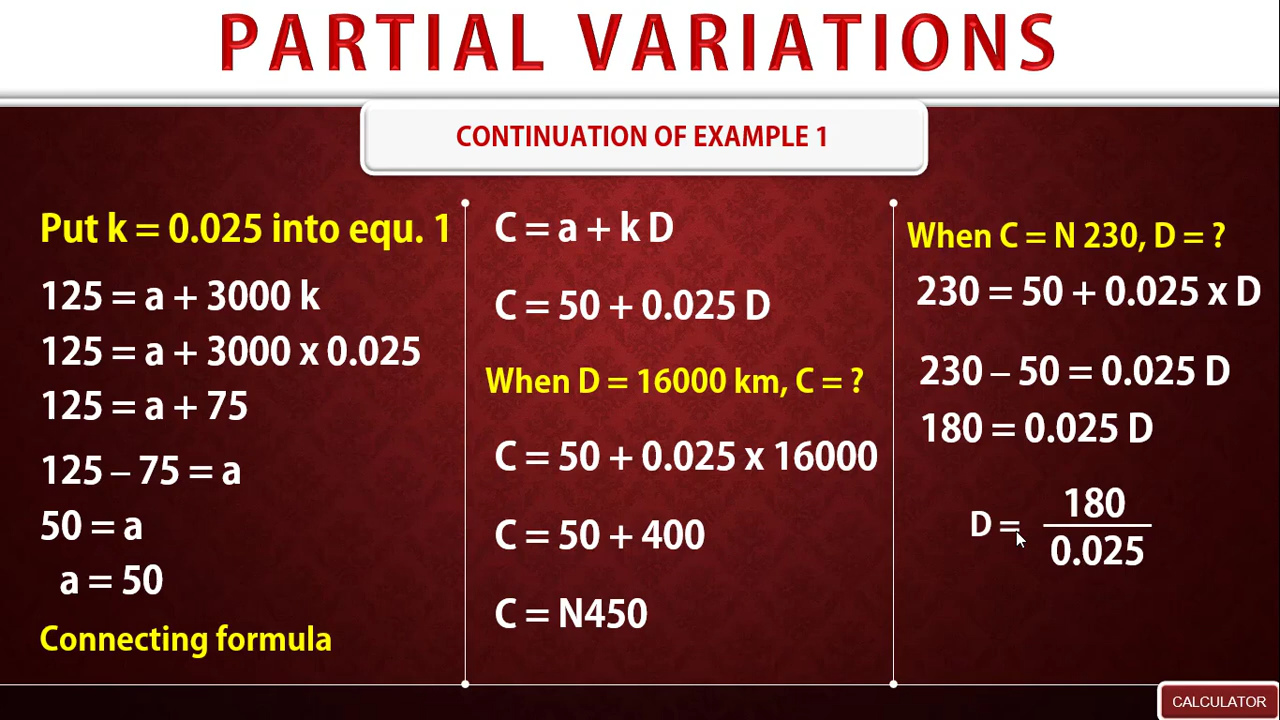 PARTIAL VARIATIONS
CONTINUATION OF EXAMPLE 1
Put k = 0.025 into equ. 1
125 = a + 3000 k
125 = a + 3000 x 0.025
125 = a + 75
125 – 75 = a
50 = a
a = 50
Connecting formula
C = a + k D
C = 50 + 0.025 D
When D = 16000 km, C = ?
C = 50 + 0.025 x 16000
C = 50 + 400
C = N450
When C = N 230, D = ?
230 = 50 + 0.025 x D
230 – 50 = 0.025 D
180 = 0.025 D
180
D =
0.025
CALCULATOR